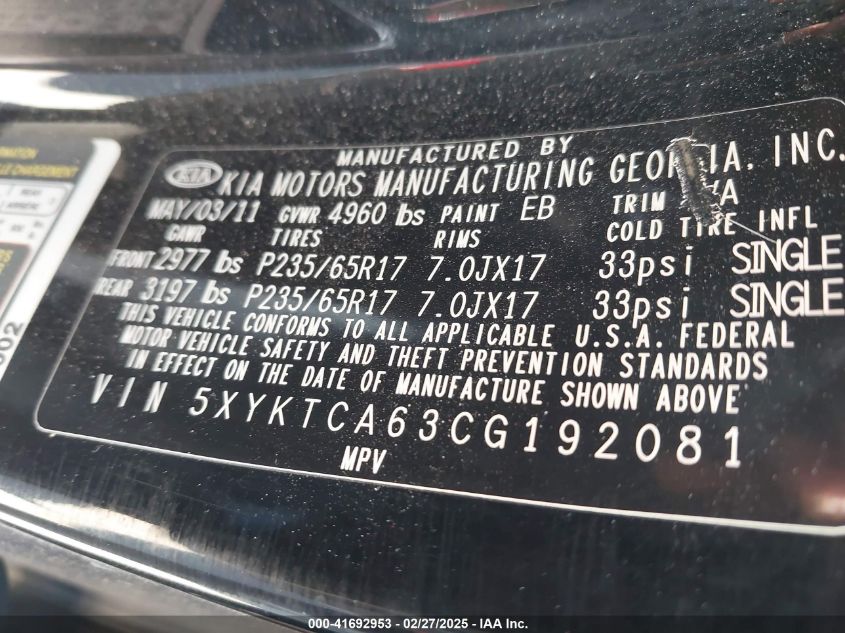 MANUFACTURED BY
KIA KIA MOTORS MANUFACTURING INC.
MAY/03/11 GVWR 4960 lbs PAINT EB TRIM
GAWR TIRES RIMS COLD TIRE INFL
FRONT 2977 lbs P235/65R17 7.0JX17 33psi SINGLE
REAR 3197 lbs P235/65R17 7.0JX17 33psi SINGLE
THIS VEHICLE CONFORMS TO ALL APPLICABLE U.S.A. FEDERAL
MOTOR VEHICLE SAFETY AND THEFT PREVENTION STANDARDS
IN EFFECT ON THE DATE OF MANUFACTURE SHOWN ABOVE
VIN 5XYKTCA63CG192081
MPV
00-41692953 / 02/27/2025 - IAA Inc.